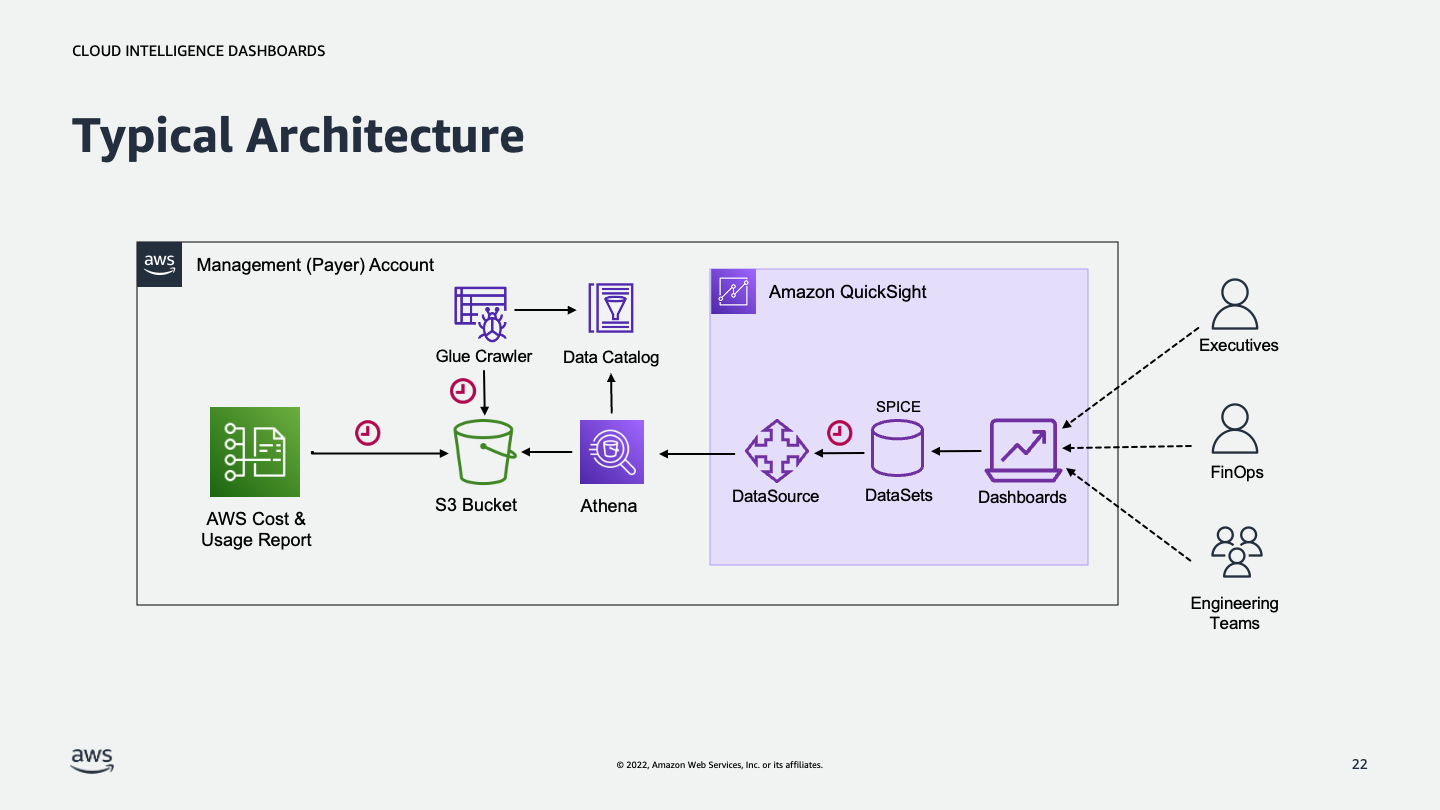 CLOUD INTELLIGENCE DASHBOARDS
Typical Architecture
aws
Management (Payer) Account
Amazon QuickSight
Glue Crawler
Data Catalog
Executives
SPICE
FinOps
DataSource
DataSets
Dashboards
S3 Bucket
Athena
AWS Cost &
Usage Report
Engineering
Teams
aws
© 2022, Amazon Web Services, Inc. or its affiliates.
22